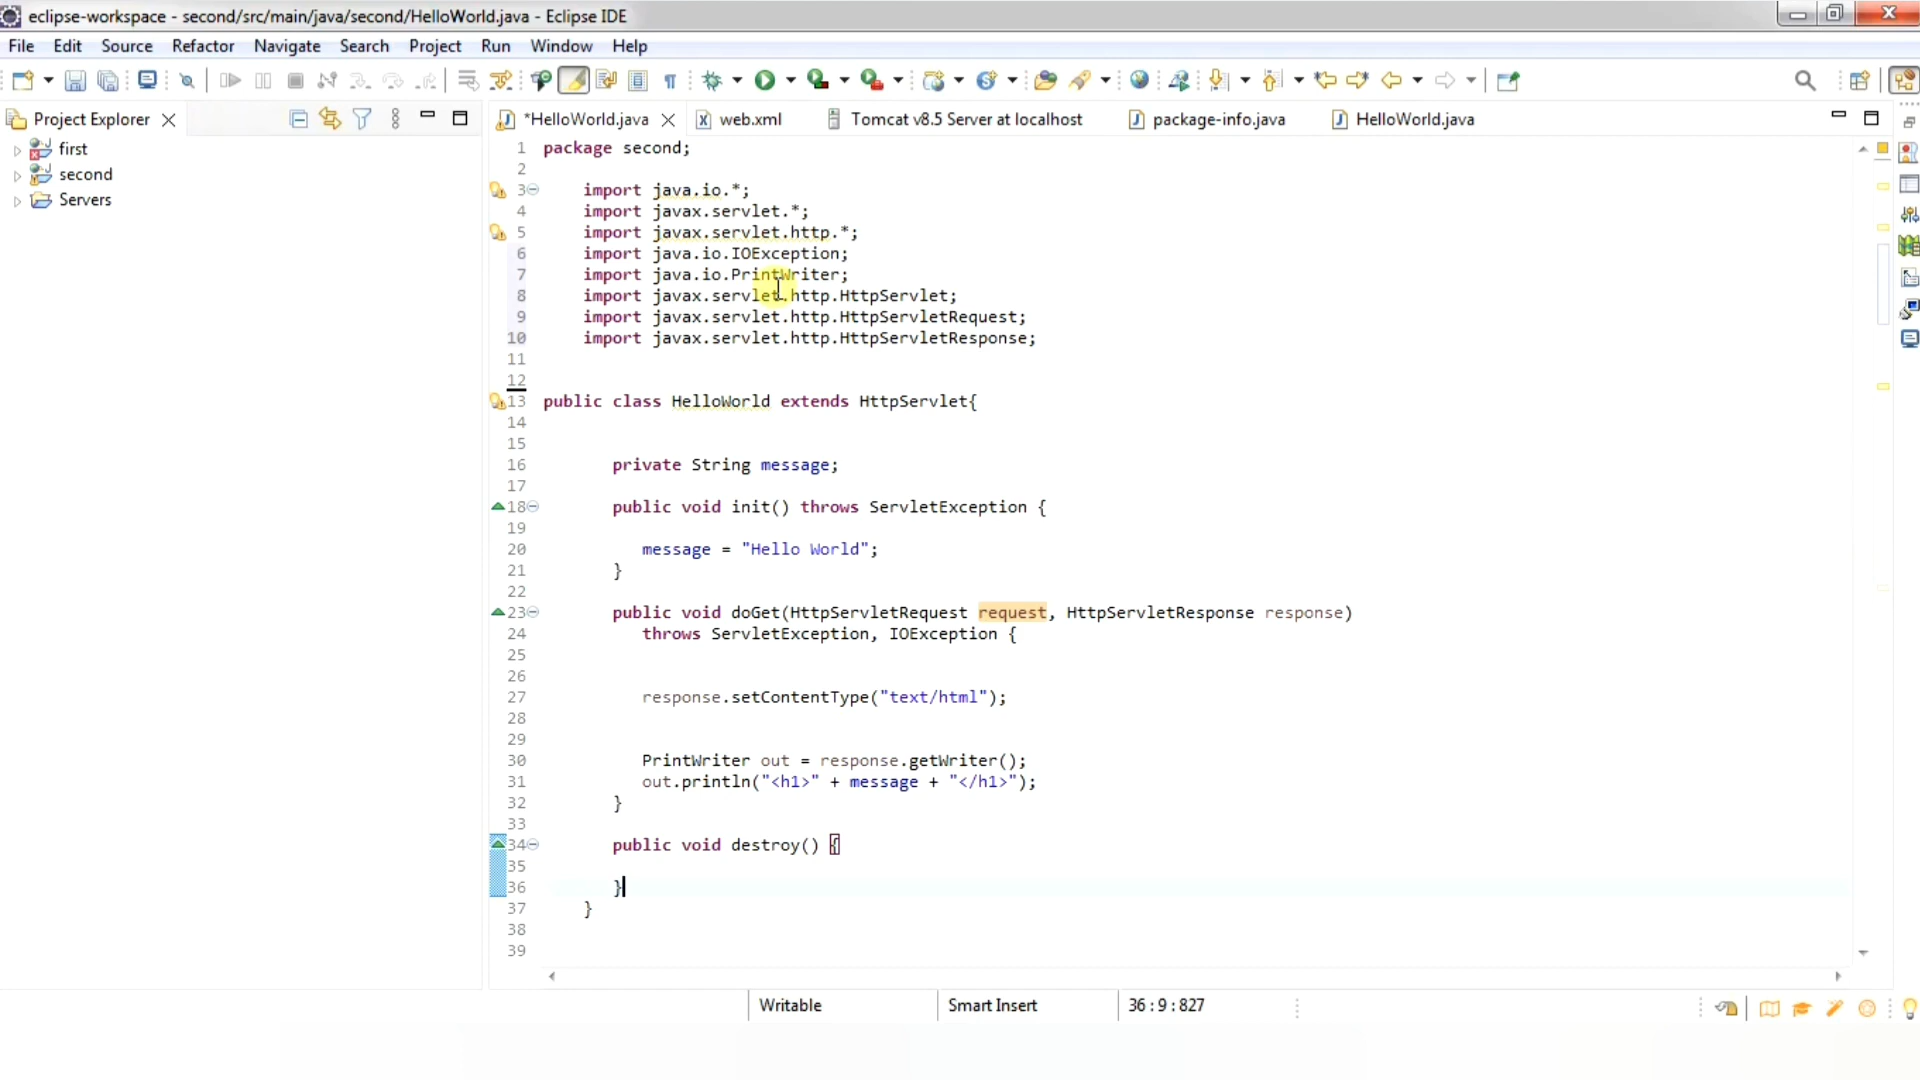 eclipse-workspace - second/src/main/java/second/HelloWorld.java - Eclipse IDE
File Edit Source Refactor Navigate Search Project Run Window Help
Project Explorer
first
second
Servers
*HelloWorld.java web.xml Tomcat v8.5 Server at localhost package-info.java HelloWorld.java
1 package second;
2
3 import java.io.*;
4 import javax.servlet.*;
5 import javax.servlet.http.*;
6 import java.io.IOException;
7 import java.io.PrintWriter;
8 import javax.servlet.http.HttpServlet;
9 import javax.servlet.http.HttpServletRequest;
10 import javax.servlet.http.HttpServletResponse;
11
12
13 public class HelloWorld extends HttpServlet{
14
15
16 private String message;
17
18 public void init() throws ServletException {
19
20 message = "Hello World";
21 }
22
23 public void doGet(HttpServletRequest request, HttpServletResponse response)
24 throws ServletException, IOException {
25
26
27 response.setContentType("text/html");
28
29
30 PrintWriter out = response.getWriter();
31 out.println("<h1>" + message + "</h1>");
32 }
33
34 public void destroy() {
35
36 }
37 }
38
39
Writable Smart Insert 36 : 9 : 827